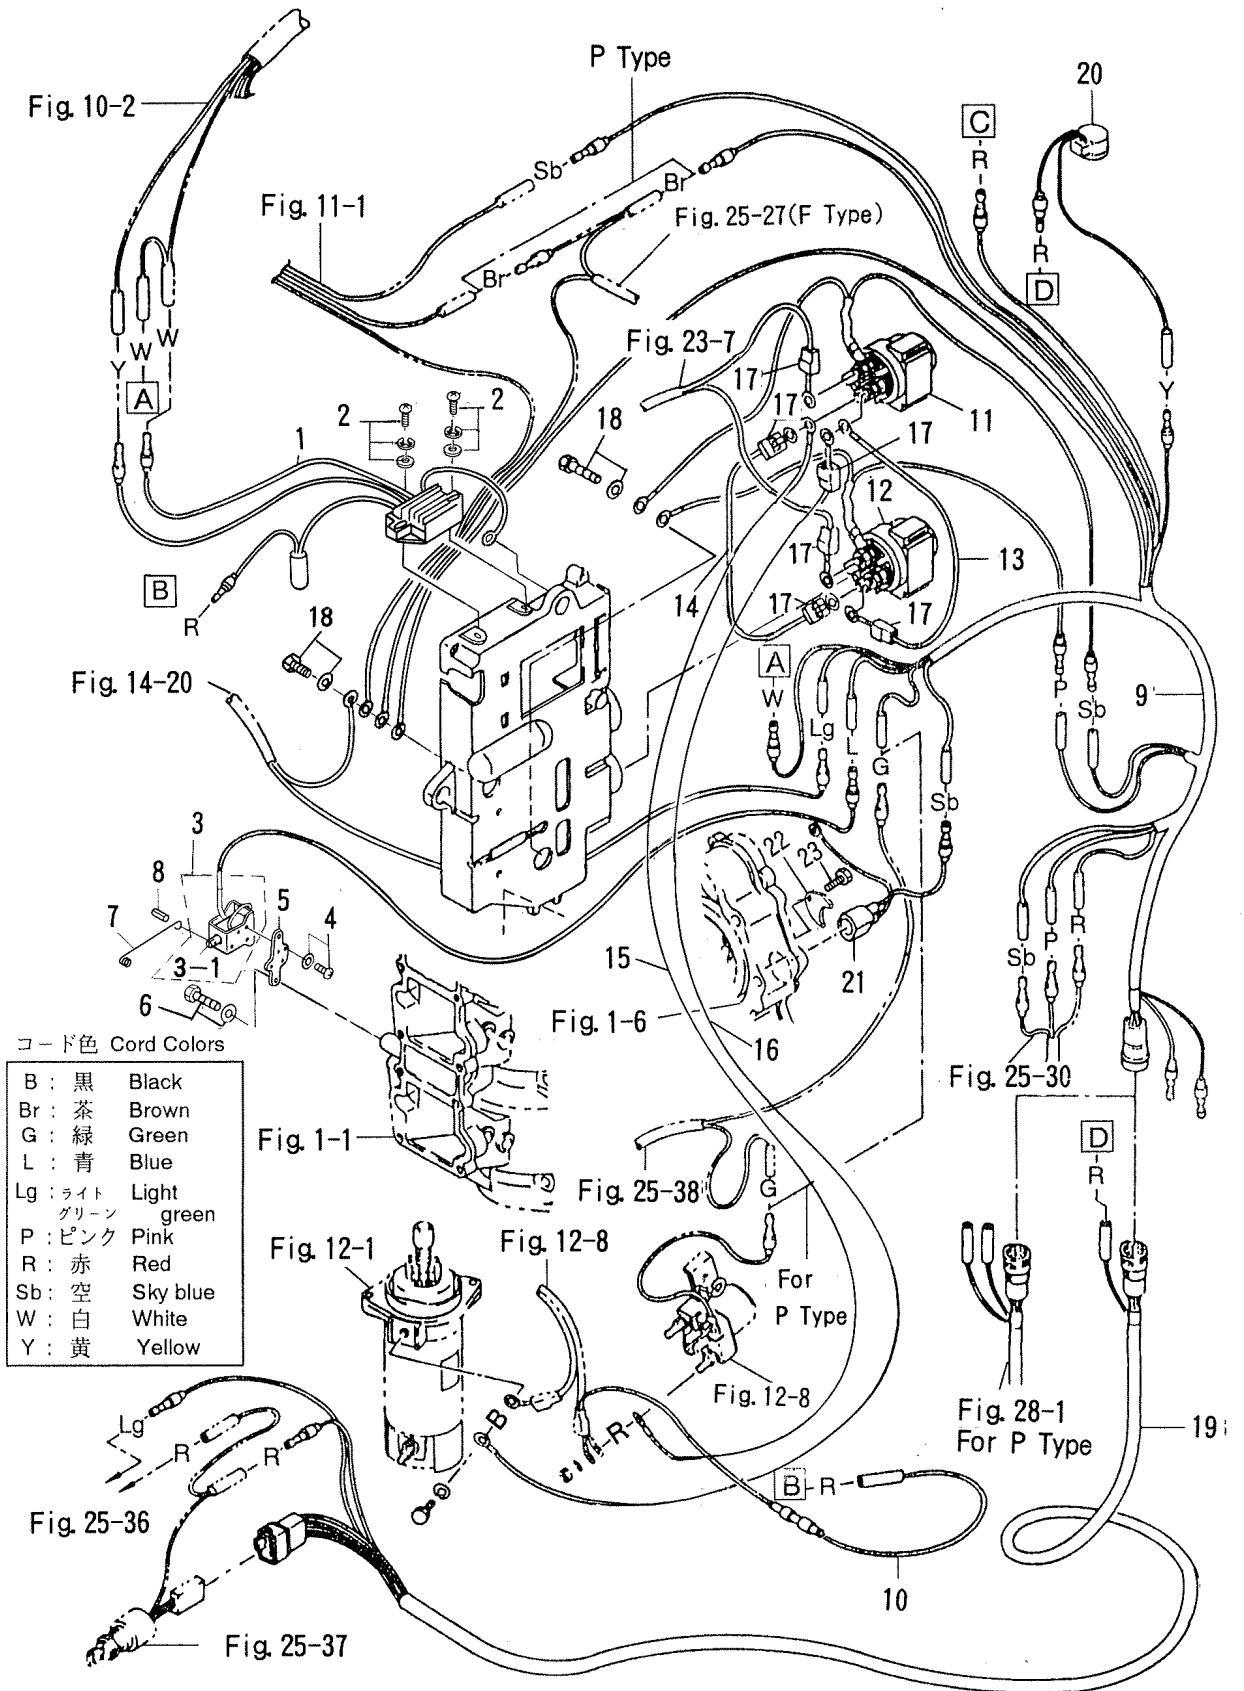 P Type
20
Fig. 10-2
C
R
Sb
Br
Fig. 11-1
Fig. 25-27(F Type)
R
D
Br
Y
W
W
A
Fig. 23-7
17
Y
2
2
17
11
18
17
1
12
17
13
14
17
17
B
R
18
A
W
Fig. 14-20
P
9
Sb
Lg
L
G
Sb
3
8
5
4
7
3-1
6
22
23
15
21
Sb
P
R
Fig. 1-6
16
Fig. 25-30
コード色 Cord Colors
B : 黒 Black
Br : 茶 Brown
G : 緑 Green
L : 青 Blue
Lg : ライトグリーン Light green
P : ピンク Pink
R : 赤 Red
Sb : 空 Sky blue
W : 白 White
Y : 黄 Yellow
Fig. 1-1
D
R
Fig. 25-38
G
Fig. 12-1
Fig. 12-8
For
P Type
Fig. 12-8
Lg
R
R
B
R
Fig. 28-1
For P Type
19
B
R
Fig. 25-36
10
Fig. 25-37